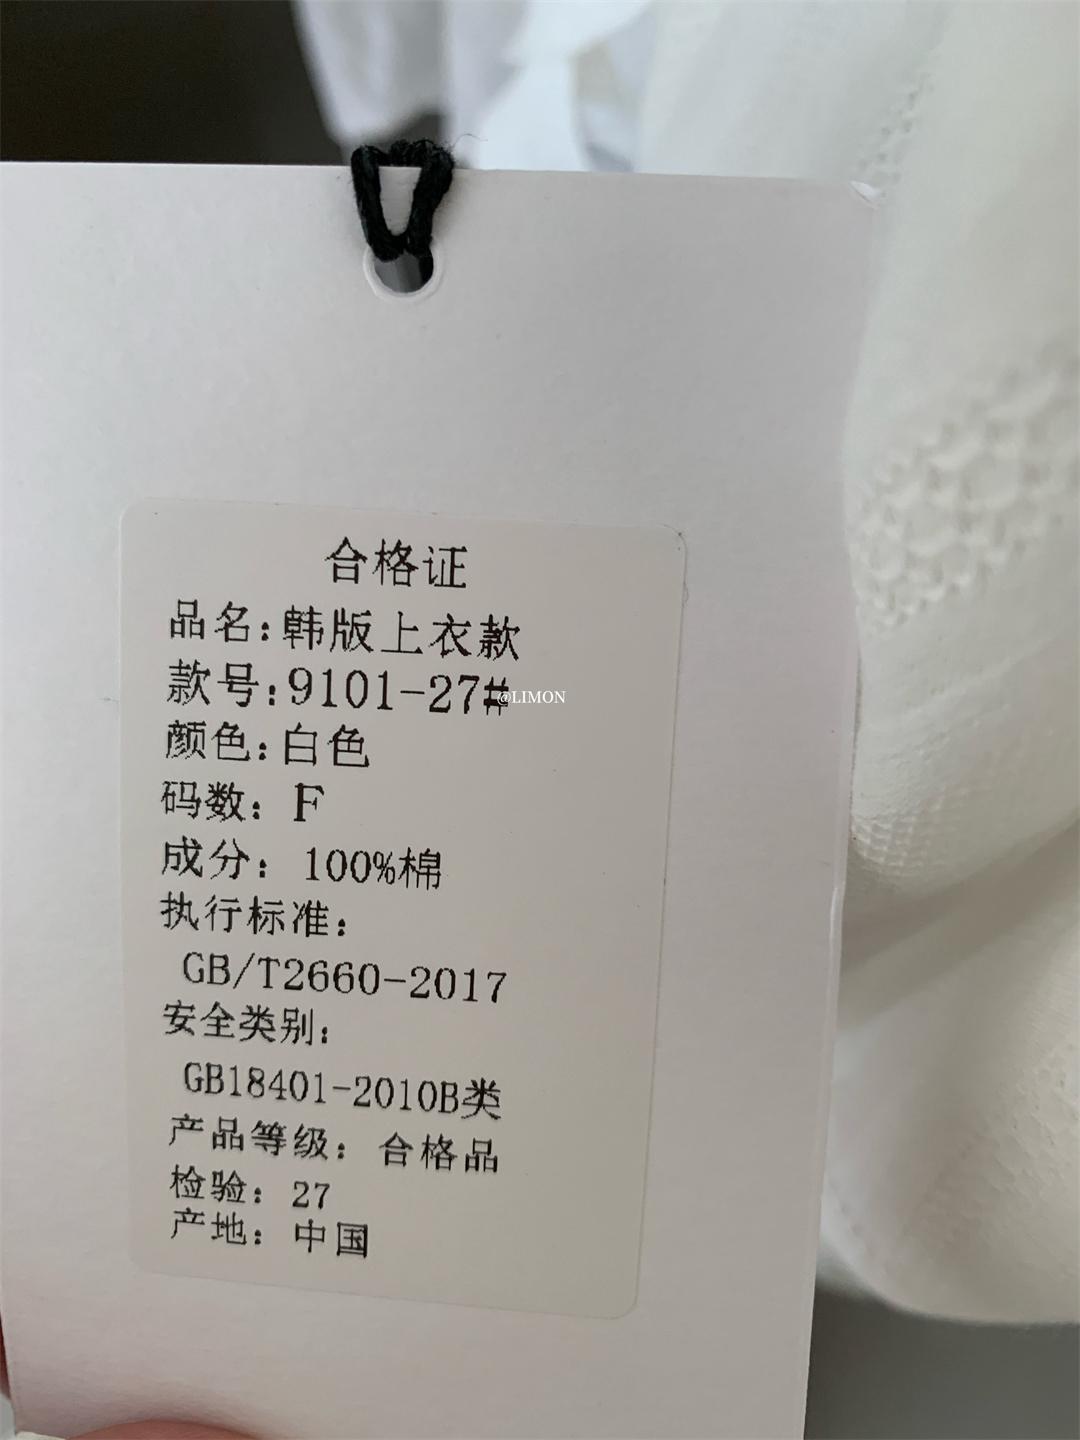 合格证
品名:韩版上衣款
款号:9101-27#
@LIMON
颜色:白色
码数: F
成分: 100%棉
执行标准:
GB/T2660-2017
安全类别:
GB18401-2010B类
产品等级: 合格品
检验: 27
产地: 中国